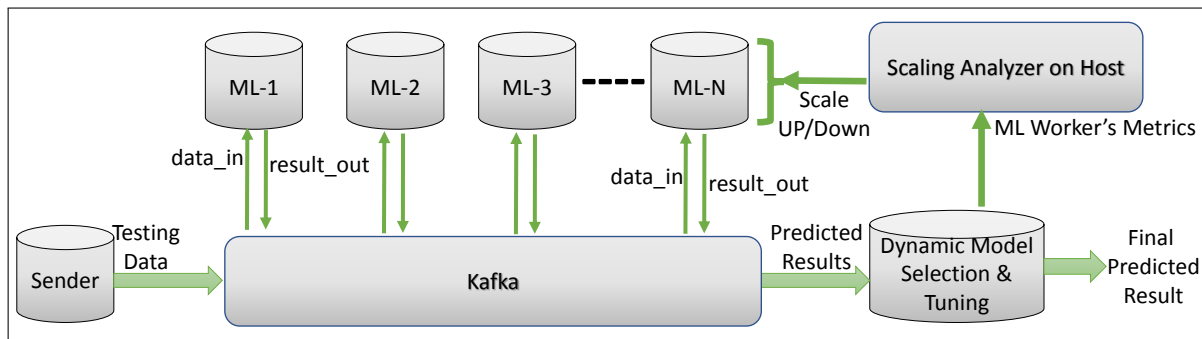 ML-1
ML-2
ML-3
ML-N
Scaling Analyzer on Host
Scale
UP/Down
ML Worker's Metrics
data_in
result_out
data_in
result_out
Sender
Testing
Data
Kafka
Predicted
Results
Dynamic Model
Selection &
Tuning
Final
Predicted
Result